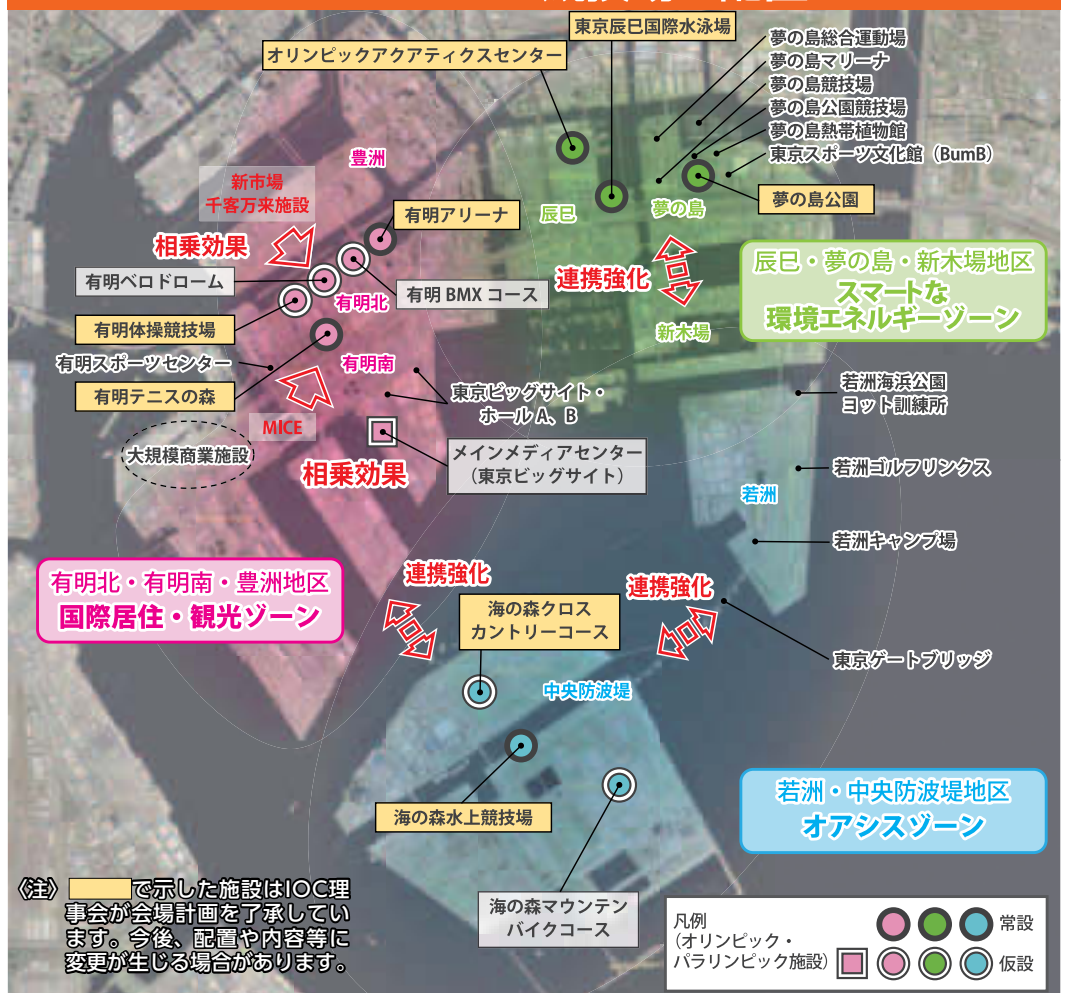 東京辰巳国際水泳場
オリンピックアクアティクスセンター
夢の島総合運動場
夢の島マリーナ
夢の島競技場
夢の島公園競技場
夢の島熱帯植物館
東京スポーツ文化館（BumB）
夢の島公園
豊洲
新市場
千客万来施設
有明アリーナ
辰巳
夢の島
相乗効果
連携強化
辰巳・夢の島・新木場地区
スマートな
環境エネルギーゾーン
有明ベロドローム
有明 BMX コース
有明北
有明体操競技場
新木場
有明スポーツセンター
有明南
有明テニスの森
東京ビッグサイト・
ホール A、B
若洲海浜公園
ヨット訓練所
MICE
大規模商業施設
メインメディアセンター
（東京ビッグサイト）
相乗効果
若洲ゴルフリンクス
若洲
若洲キャンプ場
有明北・有明南・豊洲地区
国際居住・観光ゾーン
連携強化
連携強化
海の森クロス
カントリーコース
東京ゲートブリッジ
中央防波堤
海の森水上競技場
若洲・中央防波堤地区
オアシスゾーン
海の森マウンテン
バイクコース
〈注〉で示した施設はIOC理
事会が会場計画を了承してい
ます。今後、配置や内容等に
変更が生じる場合があります。
凡例
（オリンピック・
パラリンピック施設）
常設
仮設